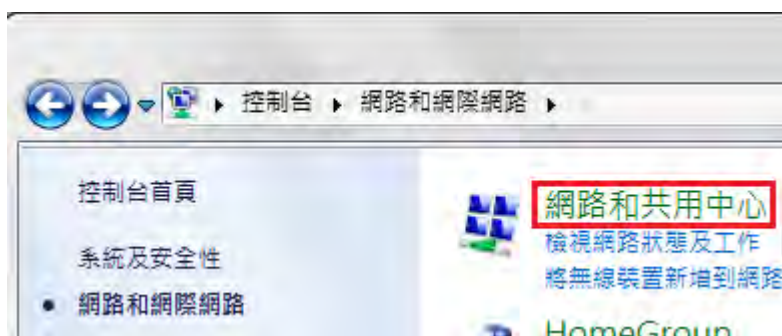 控制台 ▸ 網路和網際網路 ▸
控制台首頁
系統及安全性
網路和網際網路
網路和共用中心
檢視網路狀態及工作
將無線裝置新增到網路
HomeGroup